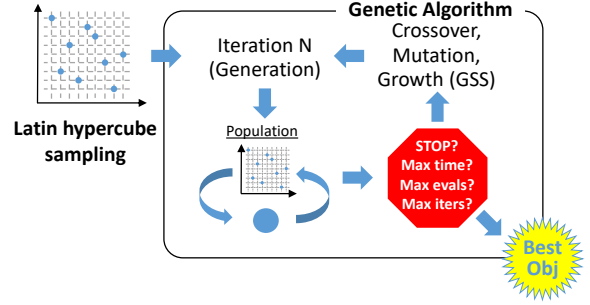 Genetic Algorithm
Latin hypercube
sampling
Iteration N
(Generation)
Crossover,
Mutation,
Growth (GSS)
Population
STOP?
Max time?
Max evals?
Max iters?
Best
Obj